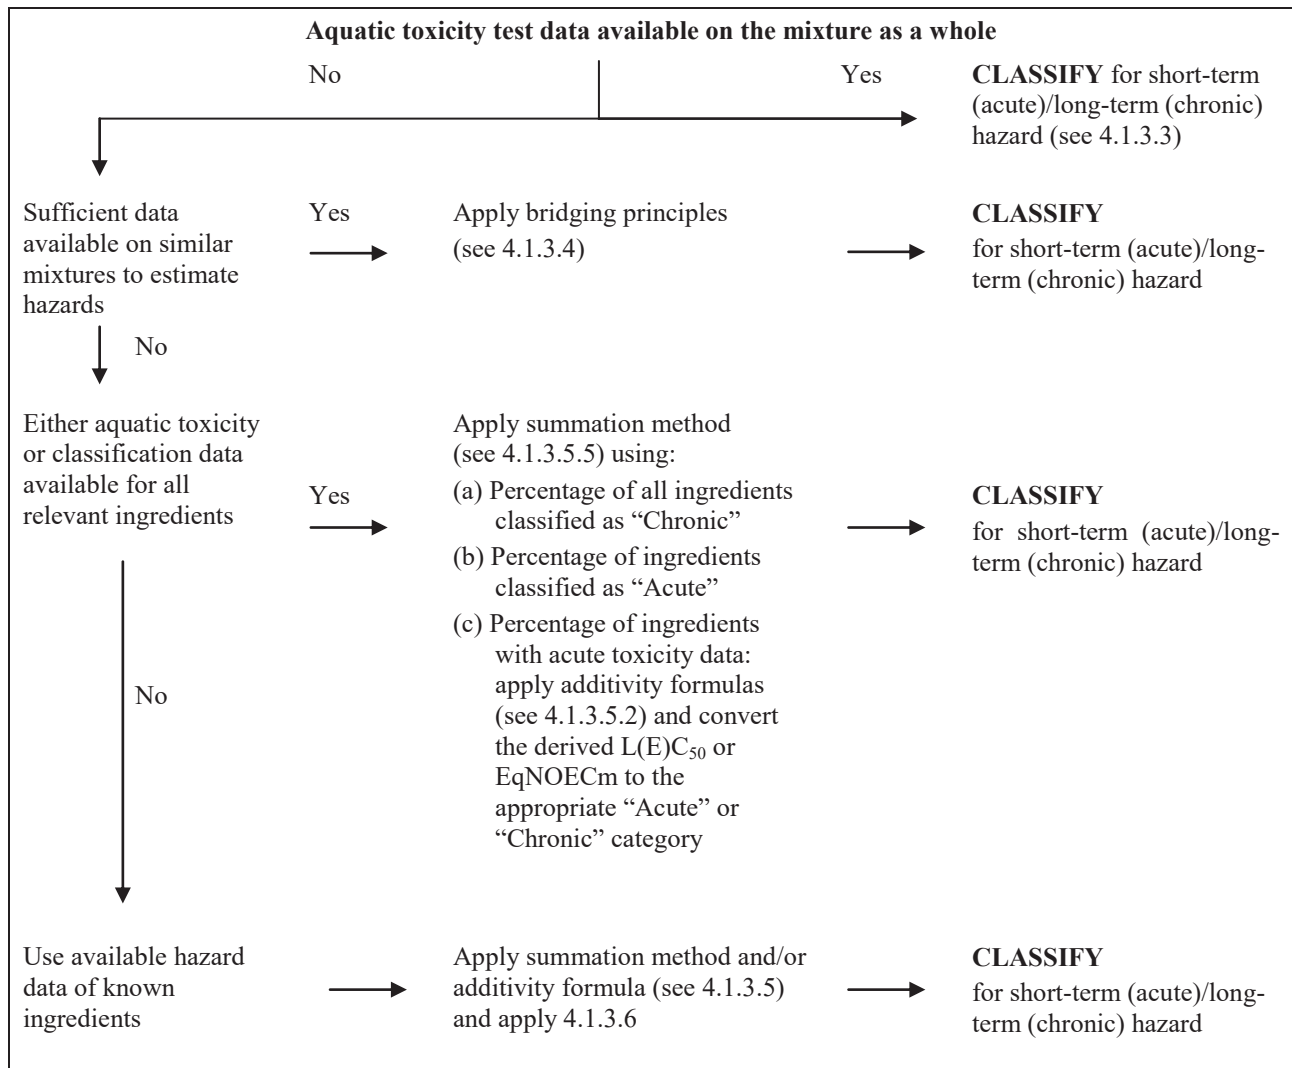 Aquatic toxicity test data available on the mixture as a whole
No
Yes
CLASSIFY for short-term
(acute)/long-term (chronic)
hazard (see 4.1.3.3)
Sufficient data
available on similar
mixtures to estimate
hazards
Yes
Apply bridging principles
(see 4.1.3.4)
CLASSIFY
for short-term (acute)/long-
term (chronic) hazard
No
Either aquatic toxicity
or classification data
available for all
relevant ingredients
Yes
Apply summation method
(see 4.1.3.5.5) using:
(a) Percentage of all ingredients
classified as “Chronic”
(b) Percentage of ingredients
classified as “Acute”
(c) Percentage of ingredients
with acute toxicity data:
apply additivity formulas
(see 4.1.3.5.2) and convert
the derived L(E)C₅₀ or
EqNOECm to the
appropriate “Acute” or
“Chronic” category
CLASSIFY
for short-term (acute)/long-
term (chronic) hazard
No
Use available hazard
data of known
ingredients
Apply summation method and/or
additivity formula (see 4.1.3.5)
and apply 4.1.3.6
CLASSIFY
for short-term (acute)/long-
term (chronic) hazard